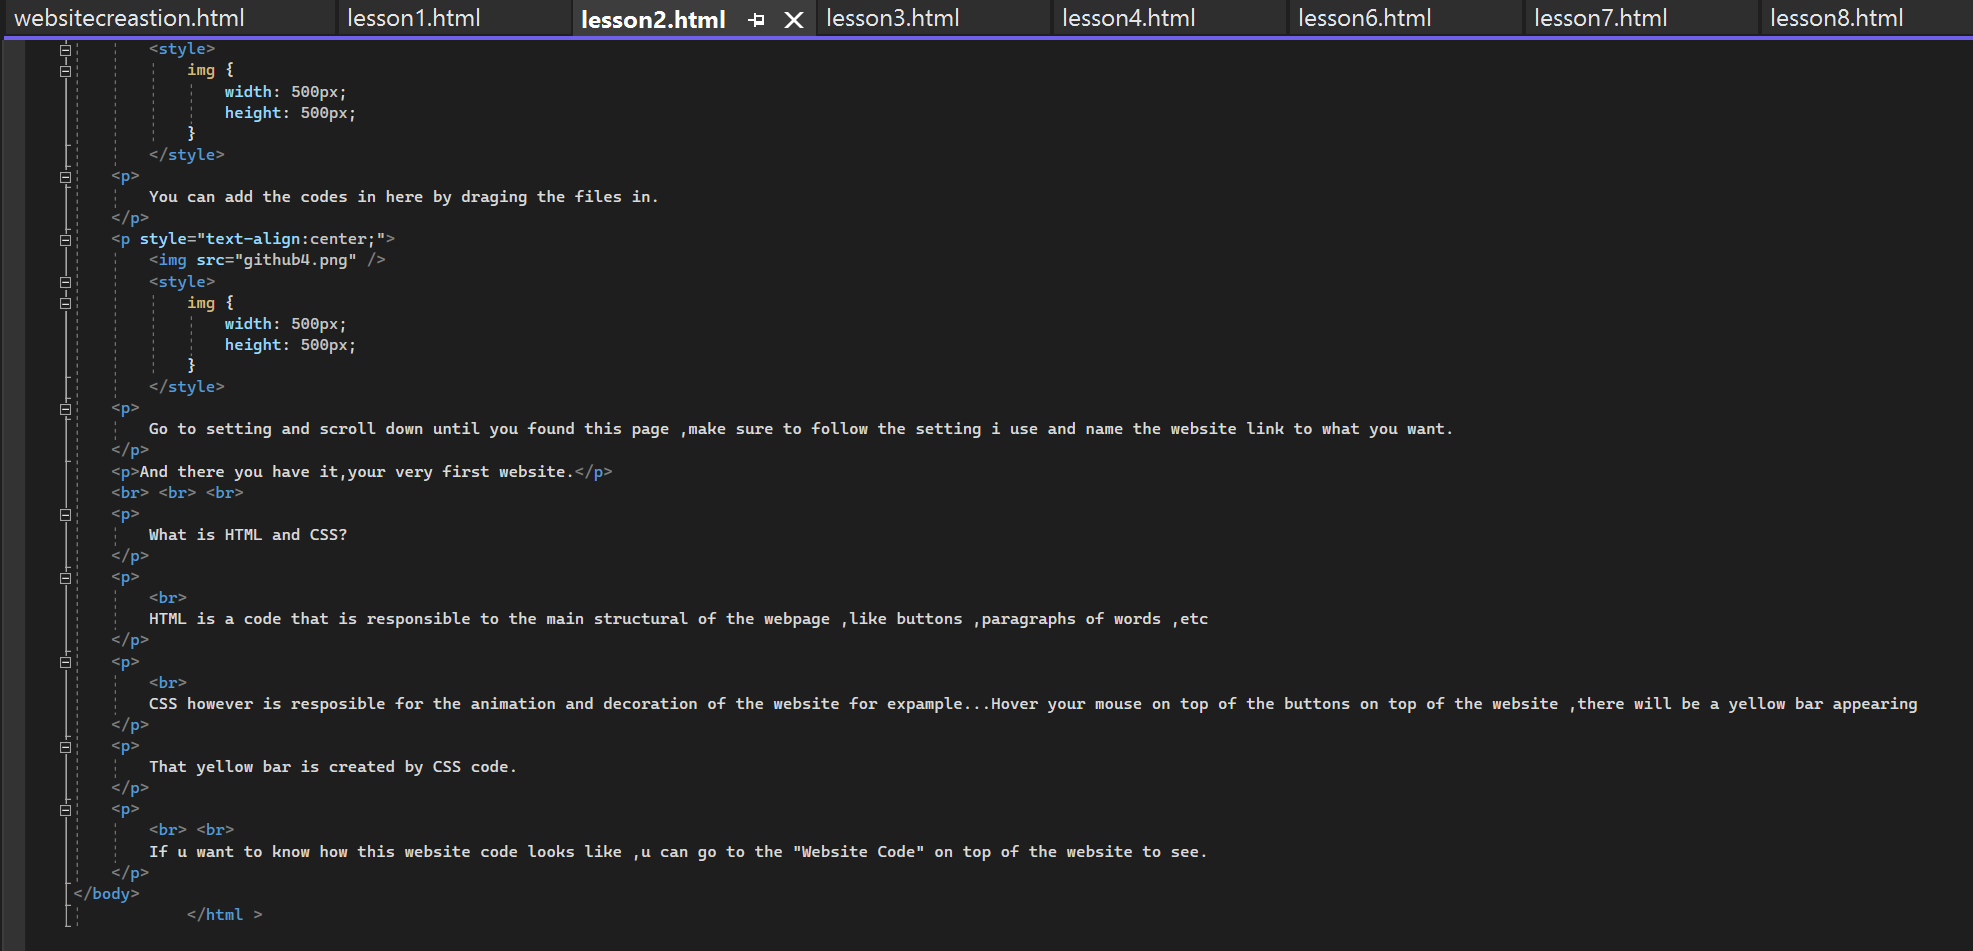 websitecreastion.html lesson1.html lesson2.html lesson3.html lesson4.html lesson6.html lesson7.html lesson8.html
<style>
img {
width: 500px;
height: 500px;
}
</style>
<p>
You can add the codes in here by draging the files in.
</p>
<p style="text-align:center;">
<img src="github4.png" />
<style>
img {
width: 500px;
height: 500px;
}
</style>
<p>
Go to setting and scroll down until you found this page ,make sure to follow the setting i use and name the website link to what you want.
</p>
<p>And there you have it,your very first website.</p>
<br> <br> <br>
<p>
What is HTML and CSS?
</p>
<p>
<br>
HTML is a code that is responsible to the main structural of the webpage ,like buttons ,paragraphs of words ,etc
</p>
<p>
<br>
CSS however is resposible for the animation and decoration of the website for expample...Hover your mouse on top of the buttons on top of the website ,there will be a yellow bar appearing
</p>
<p>
That yellow bar is created by CSS code.
</p>
<p>
<br> <br>
If u want to know how this website code looks like ,u can go to the "Website Code" on top of the website to see.
</p>
</body>
</html >